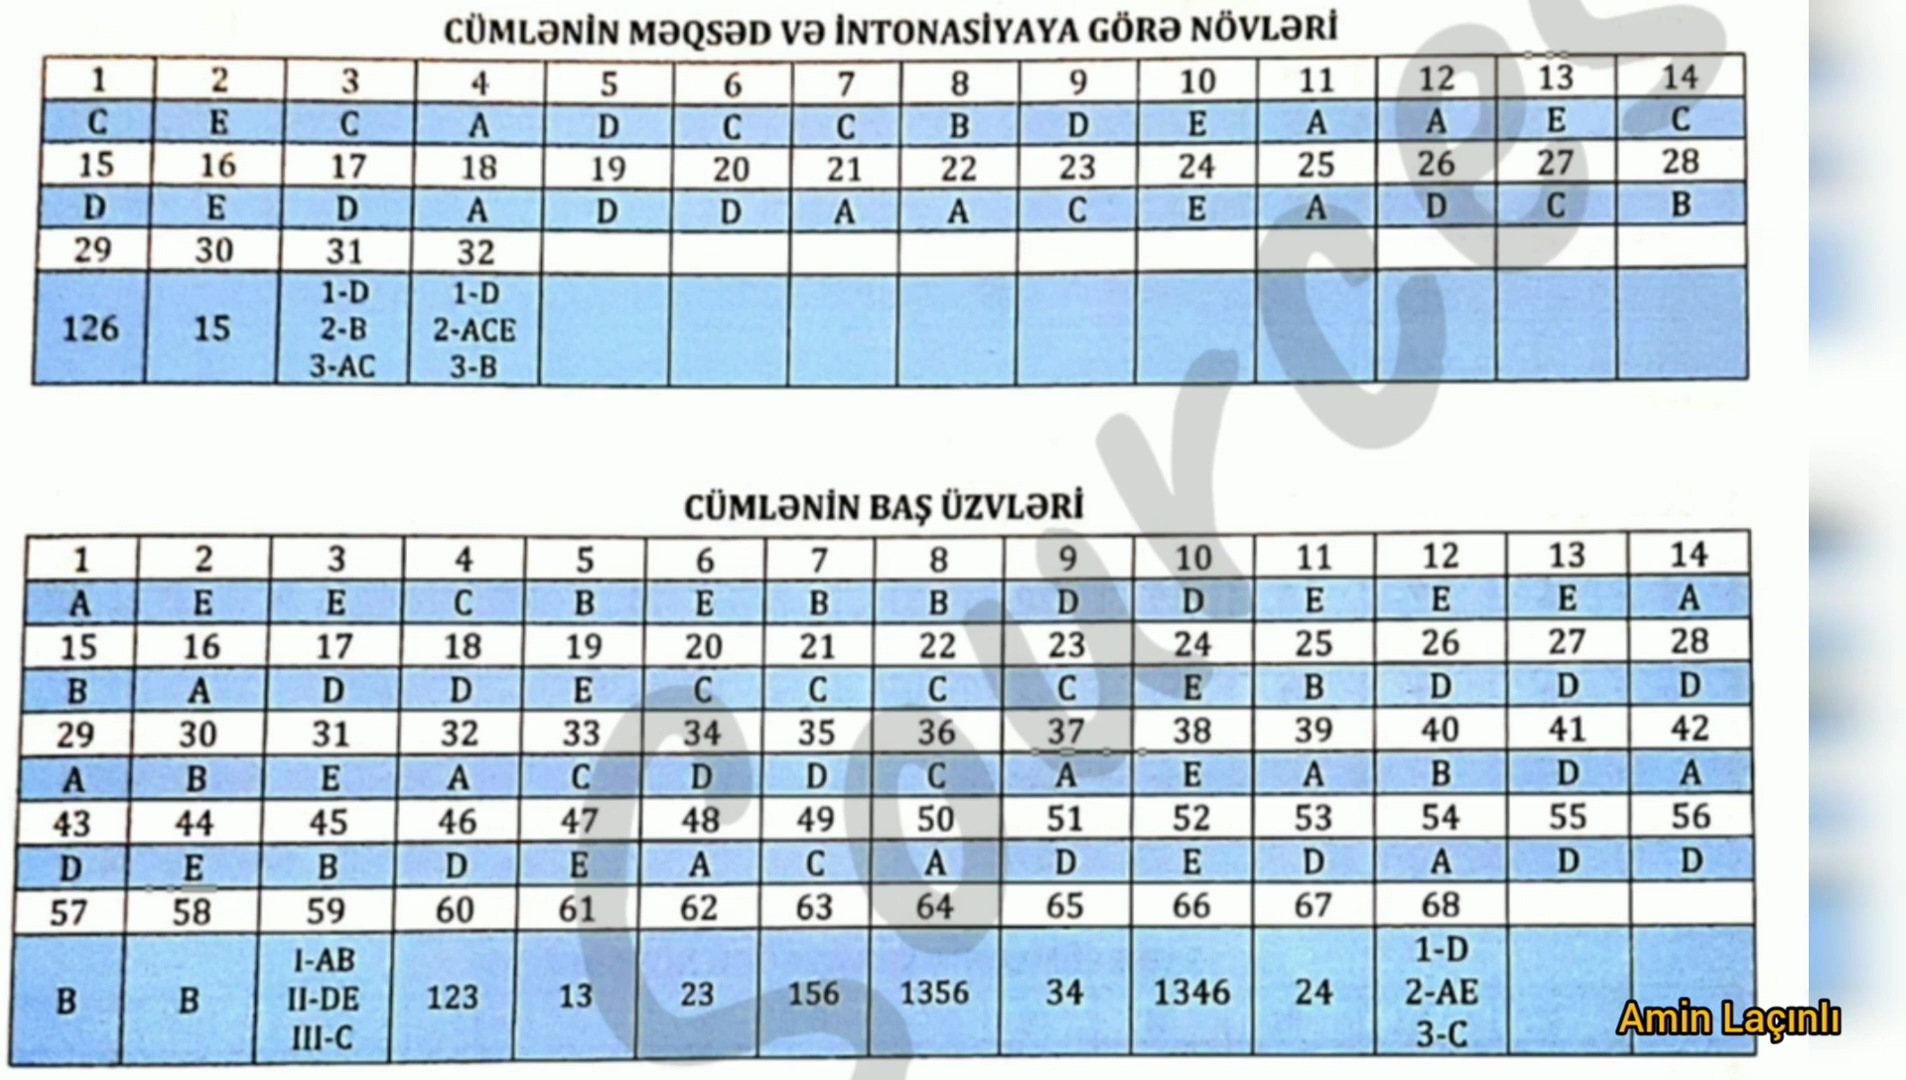 CÜMLƏNİN MƏQSƏD VƏ İNTONASİYAYA GÖRƏ NÖVLƏRİ
1 2 3 4 5 6 7 8 9 10 11 12 13 14
C E C A D C C B D E A A E C
15 16 17 18 19 20 21 22 23 24 25 26 27 28
D E D A D D A A C E A D C B
29 30 31 32
126 15 1-D 2-B 3-AC 1-D 2-ACE 3-B
CÜMLƏNİN BAŞ ÜZVLƏRİ
1 2 3 4 5 6 7 8 9 10 11 12 13 14
A E E C B E B B D D E E E A
15 16 17 18 19 20 21 22 23 24 25 26 27 28
B A D D E C C C C E B D D D
29 30 31 32 33 34 35 36 37 38 39 40 41 42
A B E A C D D C A E A B D A
43 44 45 46 47 48 49 50 51 52 53 54 55 56
D E B D E A C A D E D A D D
57 58 59 60 61 62 63 64 65 66 67 68
B B I-AB II-DE III-C 123 13 23 156 1356 34 1346 24 1-D 2-AE 3-C
Amin Laçınlı
Cources